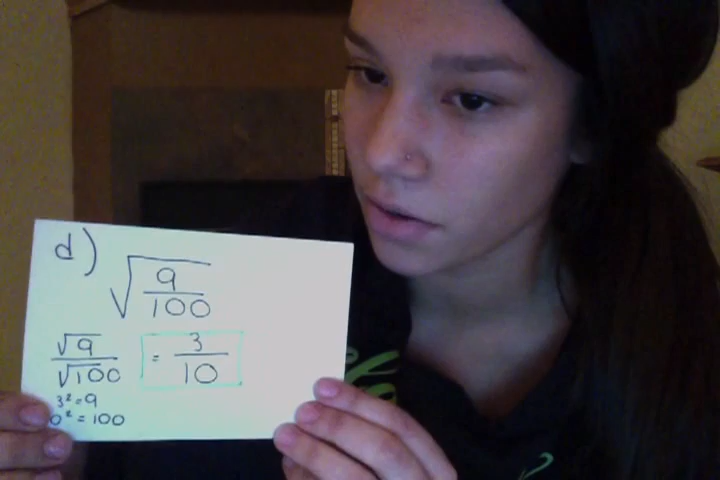 d)
√9/100
√9/√100 = 3/10
3²=9
0²=100